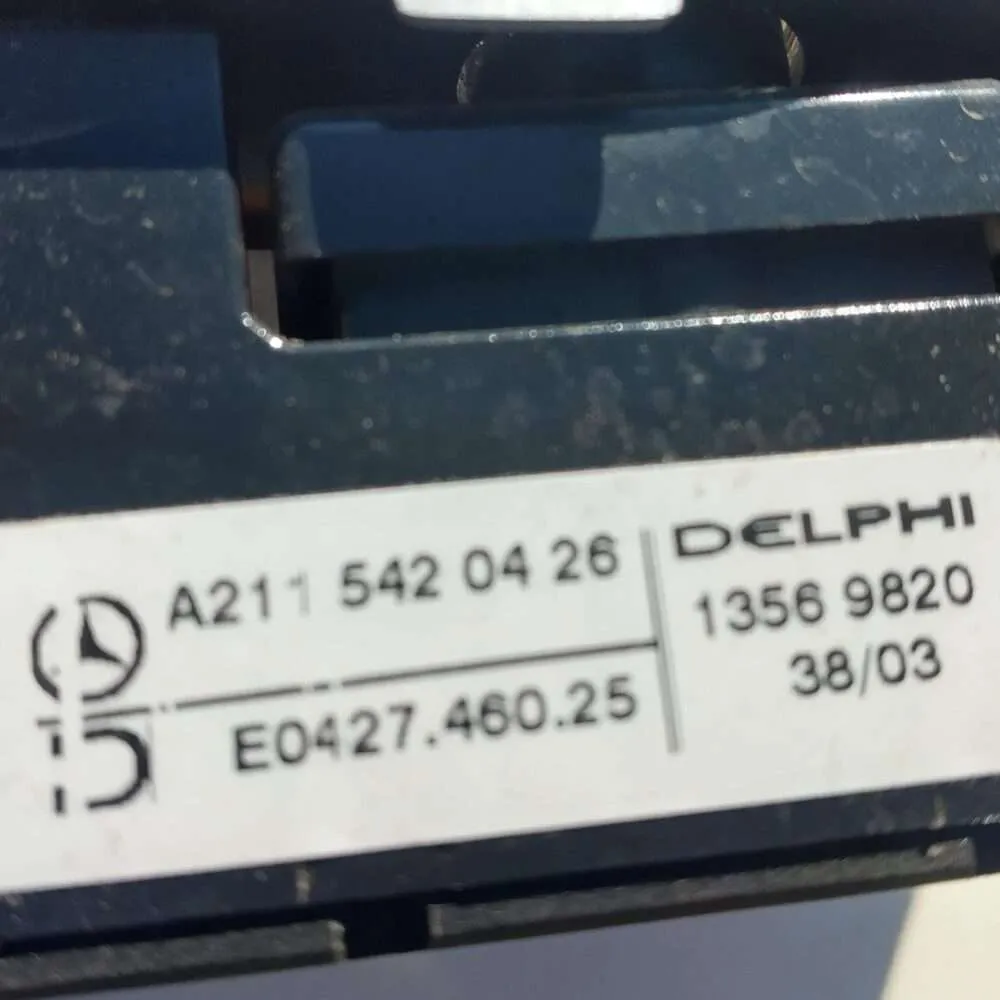 A211 542 04 26
E0427.460.25
DELPHI
1356 9820
38/03